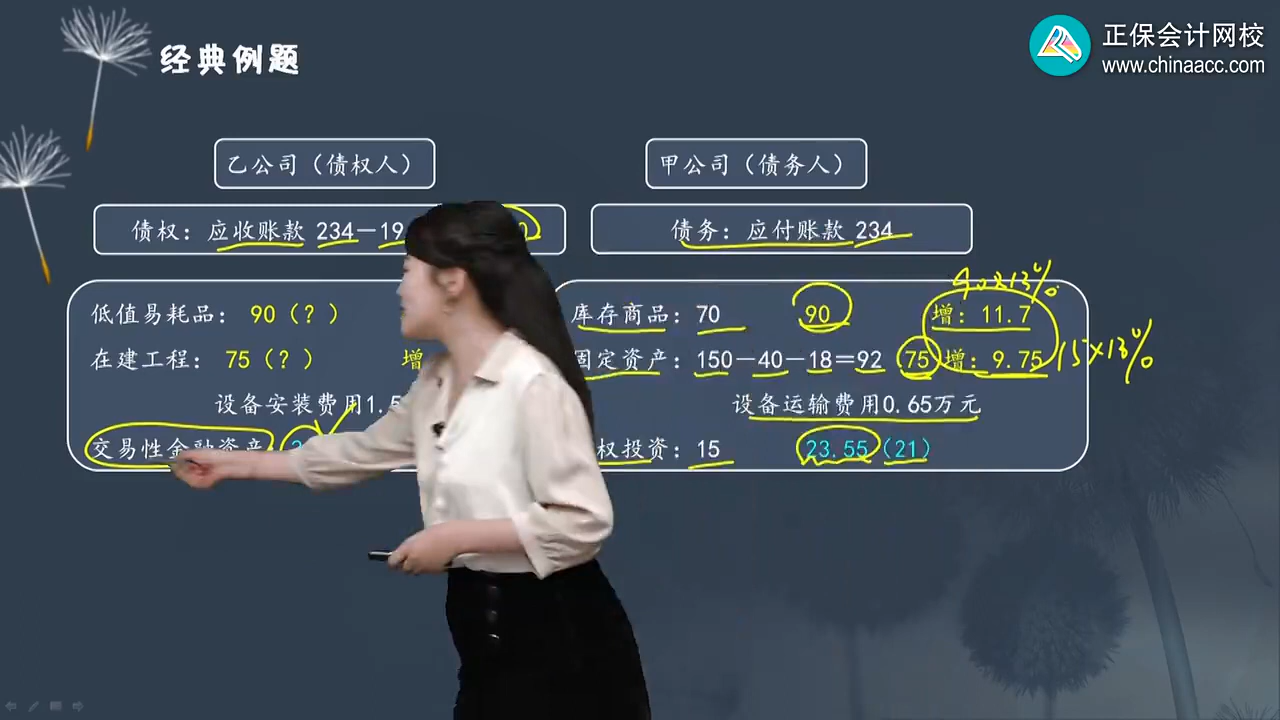 经典例题
正保会计网校
www.chinaacc.com
乙公司（债权人）
甲公司（债务人）
债权：应收账款 234－19
债务：应付账款 234
低值易耗品： 90（？）
在建工程： 75（？） 增
设备安装费用1.5
交易性金融资产
90×13%
库存商品：70 90 增：11.7
固定资产：150－40－18＝92 75 增：9.75
15×13%
设备运输费用0.65万元
权投资：15 23.55（21）